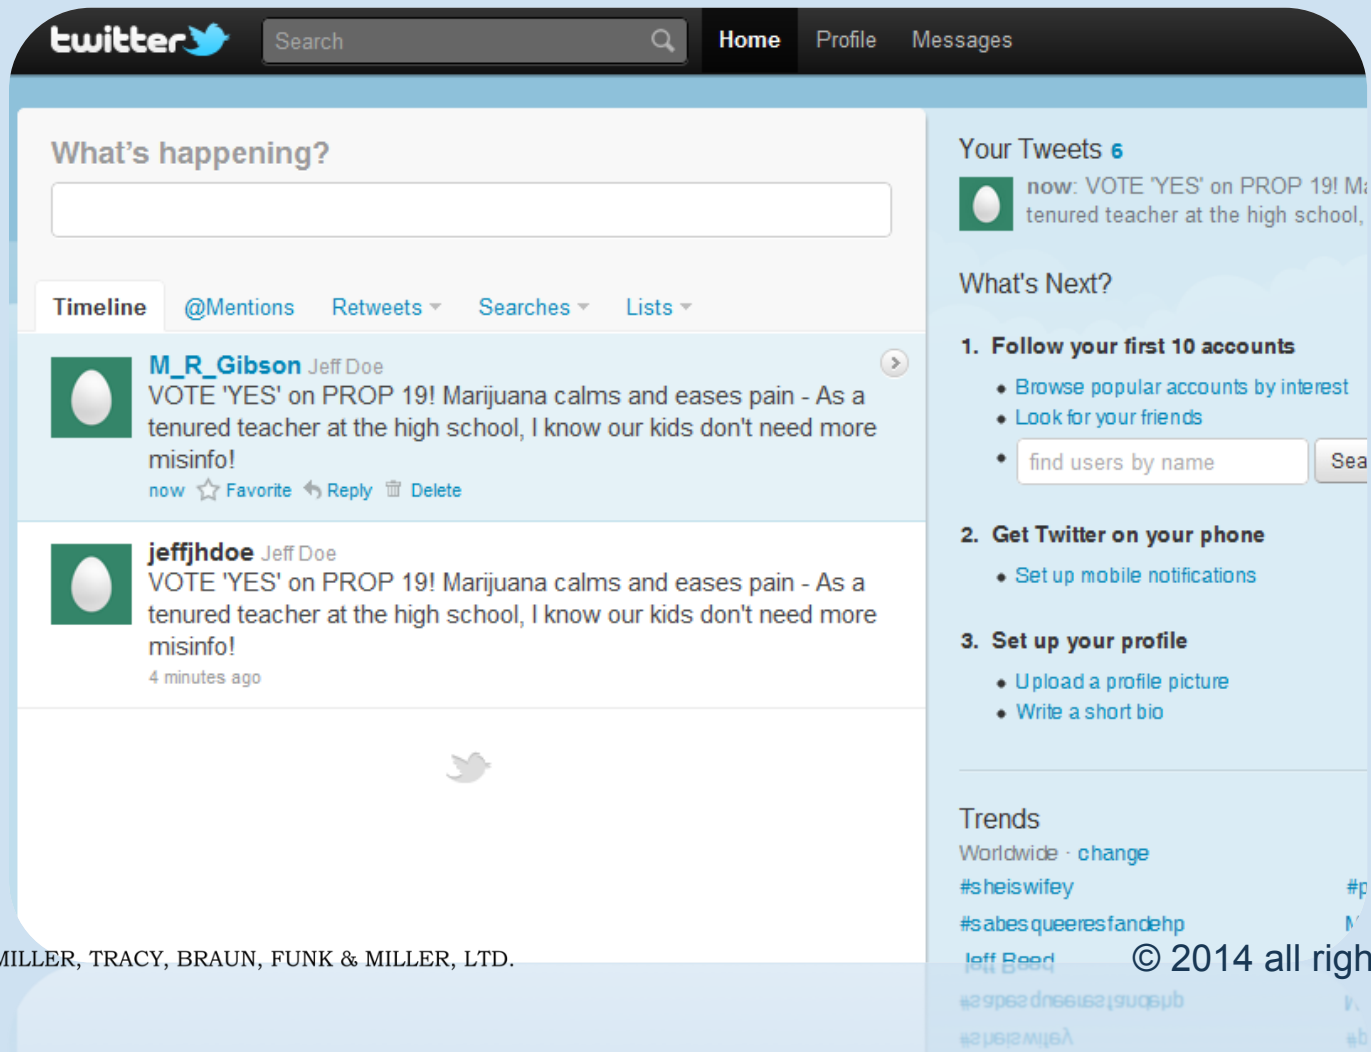 twitter
Search
Home Profile Messages
What's happening?
Timeline @Mentions Retweets Searches Lists
M_R_Gibson Jeff Doe
VOTE 'YES' on PROP 19! Marijuana calms and eases pain - As a
tenured teacher at the high school, I know our kids don't need more
misinfo!
now Favorite Reply Delete
jeffjhdoe Jeff Doe
VOTE 'YES' on PROP 19! Marijuana calms and eases pain - As a
tenured teacher at the high school, I know our kids don't need more
misinfo!
4 minutes ago
Your Tweets 6
now: VOTE 'YES' on PROP 19!
tenured teacher at the high school,
What's Next?
1. Follow your first 10 accounts
Browse popular accounts by interest
Look for your friends
find users by name Sea
2. Get Twitter on your phone
Set up mobile notifications
3. Set up your profile
Upload a profile picture
Write a short bio
Trends
Worldwide · change
#sheiswifey
#sabesqueeresfandehp
Jeff Reed
MILLER, TRACY, BRAUN, FUNK & MILLER, LTD.
© 2014 all righ